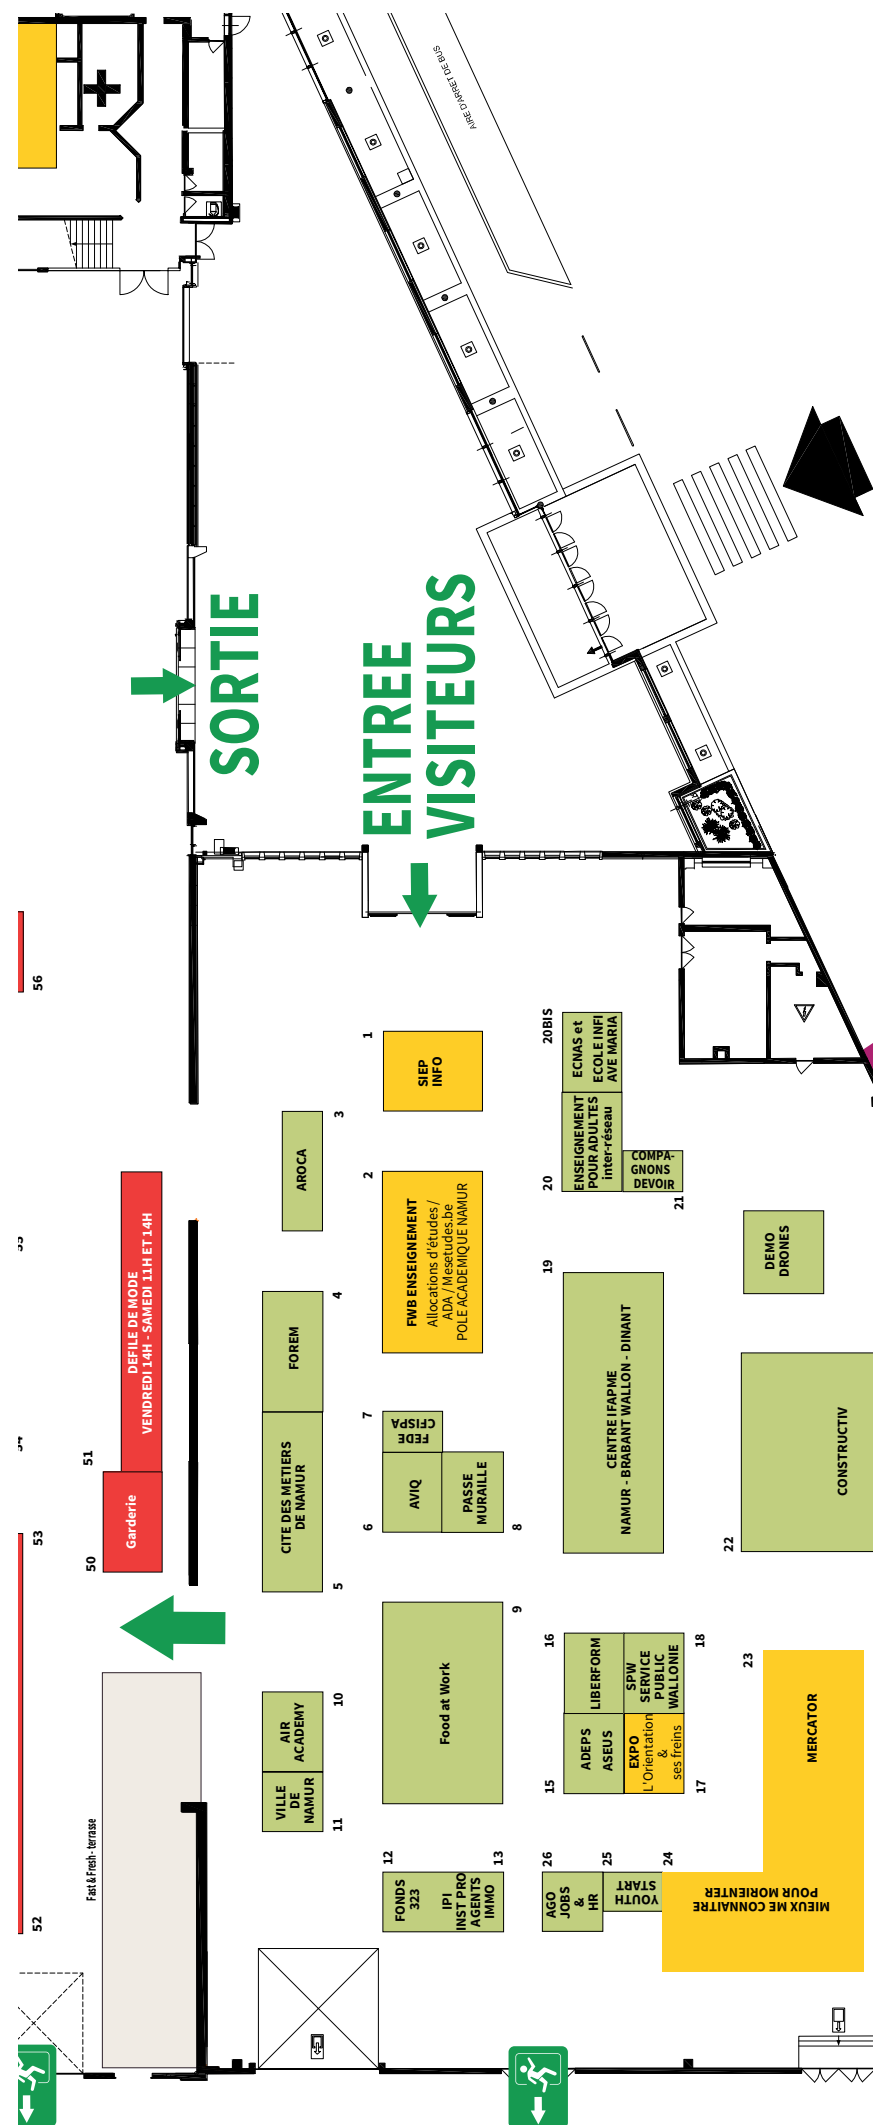 AIRE D'ARRET DE BUS
SORTIE
ENTREE
VISITEURS
56
1
SIEP
INFO
20BIS
ECNAS et
ECOLE INFI
AVE MARIA
3
AROCA
2
FWB ENSEIGNEMENT
Allocations d'études /
ADA / Mesetudes.be
POLE ACADEMIQUE NAMUR
20
ENSEIGNEMENT
POUR ADULTES
inter-réseau
COMPA-
GNONS
DEVOIR
21
DEMO
DRONES
DEFILE DE MODE
VENDREDI 14H - SAMEDI 11H ET 14H
51
Garderie
50
4
FOREM
CITE DES METIERS
DE NAMUR
5
7
FEDE
CFISPA
AVIQ
6
PASSE
MURAILLE
8
19
CENTRE IFAPME
NAMUR - BRABANT WALLON - DINANT
CONSTRUCTIV
22
53
54
55
52
9
Food at Work
16
LIBERFORM
18
SPW
SERVICE
PUBLIC
WALLONIE
ADEPS
ASEUS
15
EXPO
L'Orientation
&
ses freins
17
23
MERCATOR
MIEUX ME CONNAITRE
POUR MORIENTER
AIR
ACADEMY
10
VILLE
DE
NAMUR
11
Fast & Fresh - terrasse
12
FONDS
323
13
IPI
INST PRO
AGENTS
IMMO
26
AGO
JOBS
&
HR
25
YOUTH
START
24